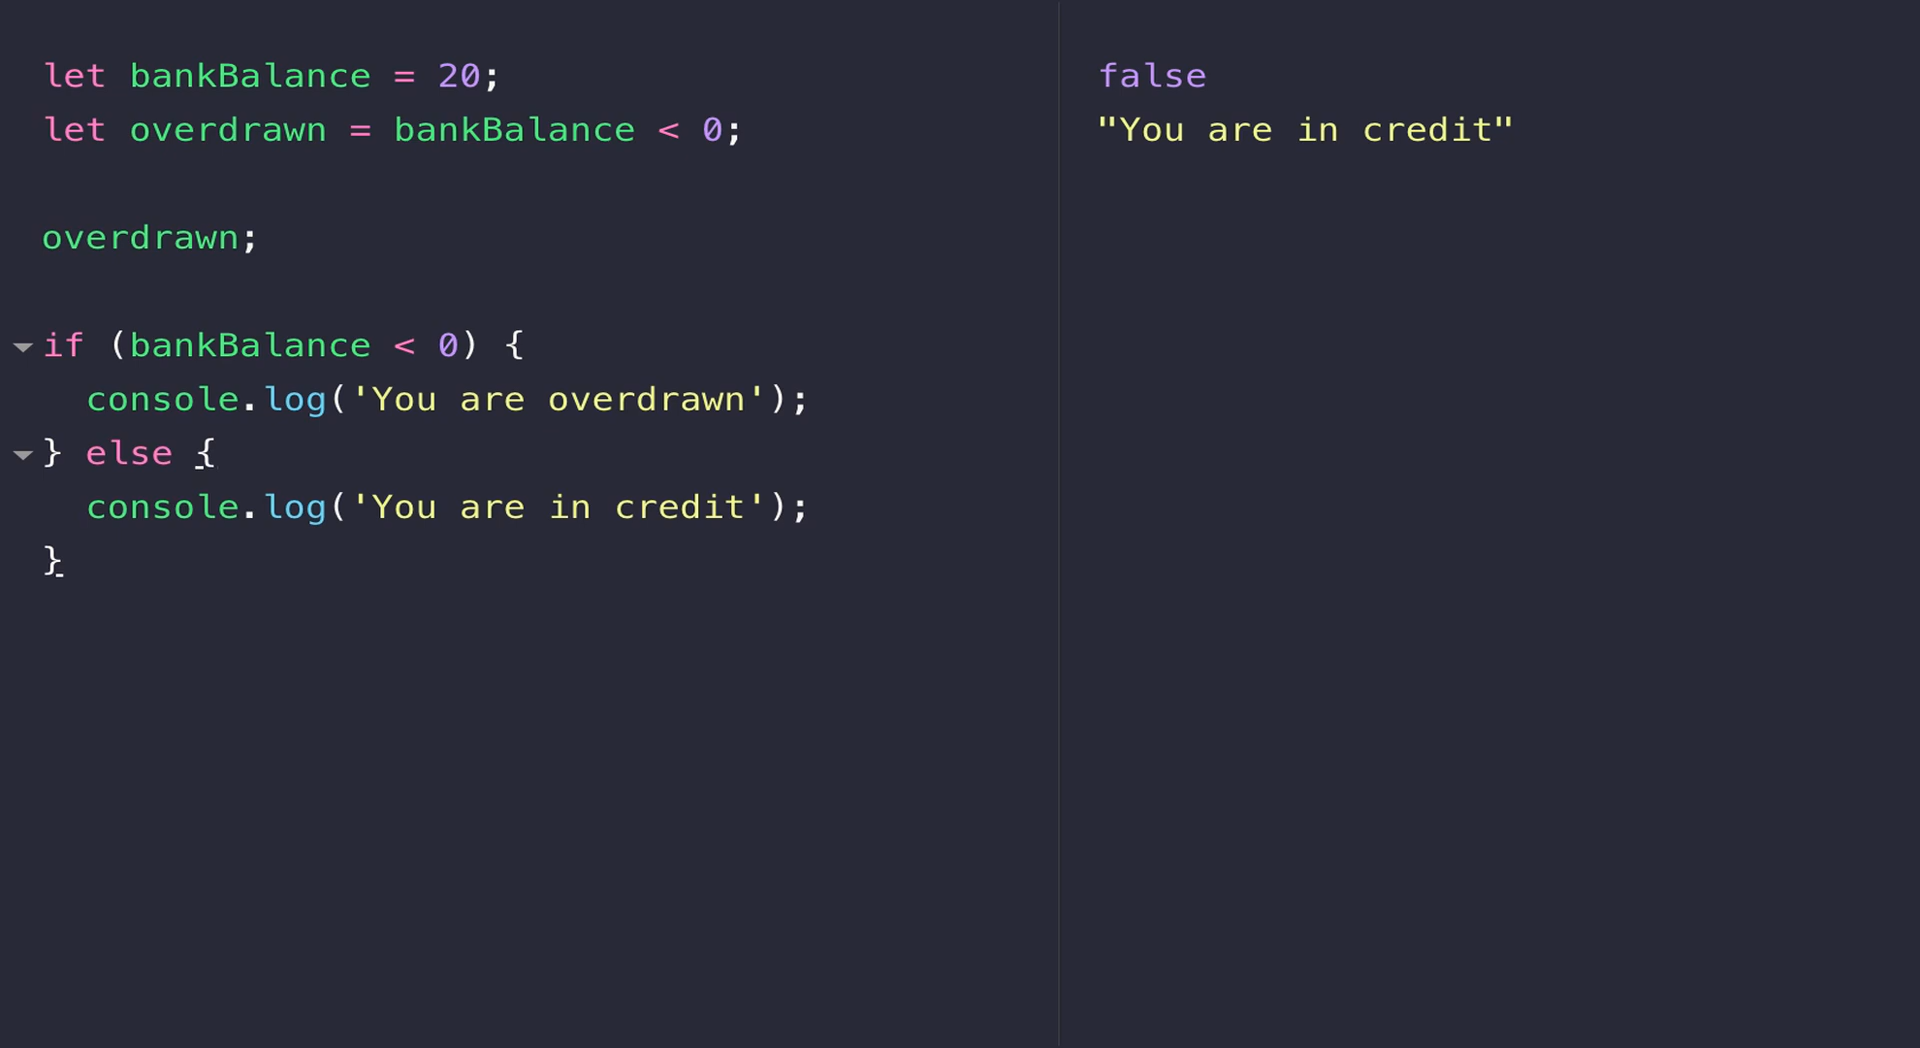 let bankBalance = 20;
let overdrawn = bankBalance < 0;
overdrawn;
if (bankBalance < 0) {
  console.log('You are overdrawn');
} else {
  console.log('You are in credit');
}
false
"You are in credit"